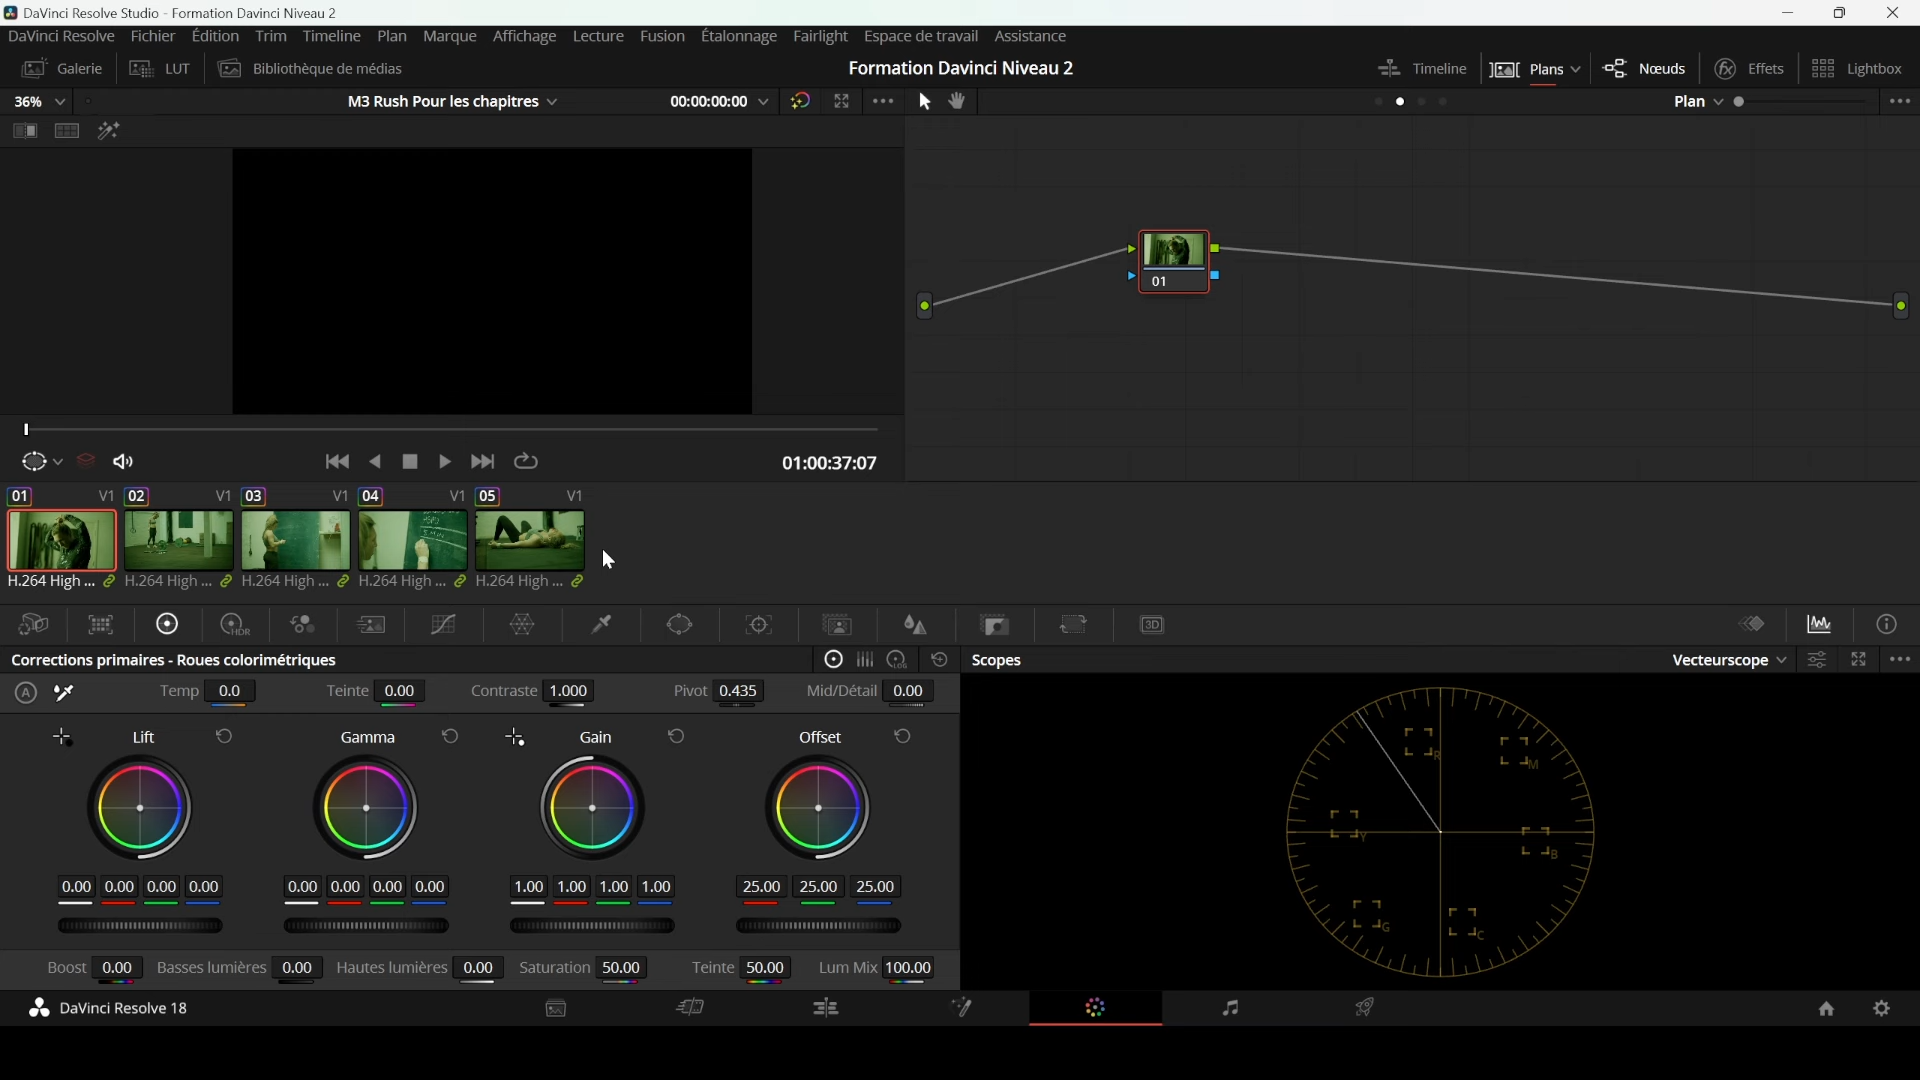 DaVinci Resolve Studio - Formation Davinci Niveau 2
DaVinci Resolve Fichier Édition Trim Timeline Plan Marque Affichage Lecture Fusion Étalonnage Fairlight Espace de travail Assistance
Galerie LUT Bibliothèque de médias Formation Davinci Niveau 2 Timeline Plans Nœuds Effets Lightbox
36% M3 Rush Pour les chapitres 00:00:00:00 Plan
01
01:00:37:07
01 V1 02 V1 03 V1 04 V1 05 V1
H.264 High ... H.264 High ... H.264 High ... H.264 High ... H.264 High ...
HDR 3D
Corrections primaires - Roues colorimétriques LOG Scopes Vecteurscope
A Temp 0.0 Teinte 0.00 Contraste 1.000 Pivot 0.435 Mid/Détail 0.00
Lift Gamma Gain Offset
R M
Y B
G C
0.00 0.00 0.00 0.00 0.00 0.00 0.00 0.00 1.00 1.00 1.00 1.00 25.00 25.00 25.00
Boost 0.00 Basses lumières 0.00 Hautes lumières 0.00 Saturation 50.00 Teinte 50.00 Lum Mix 100.00
DaVinci Resolve 18